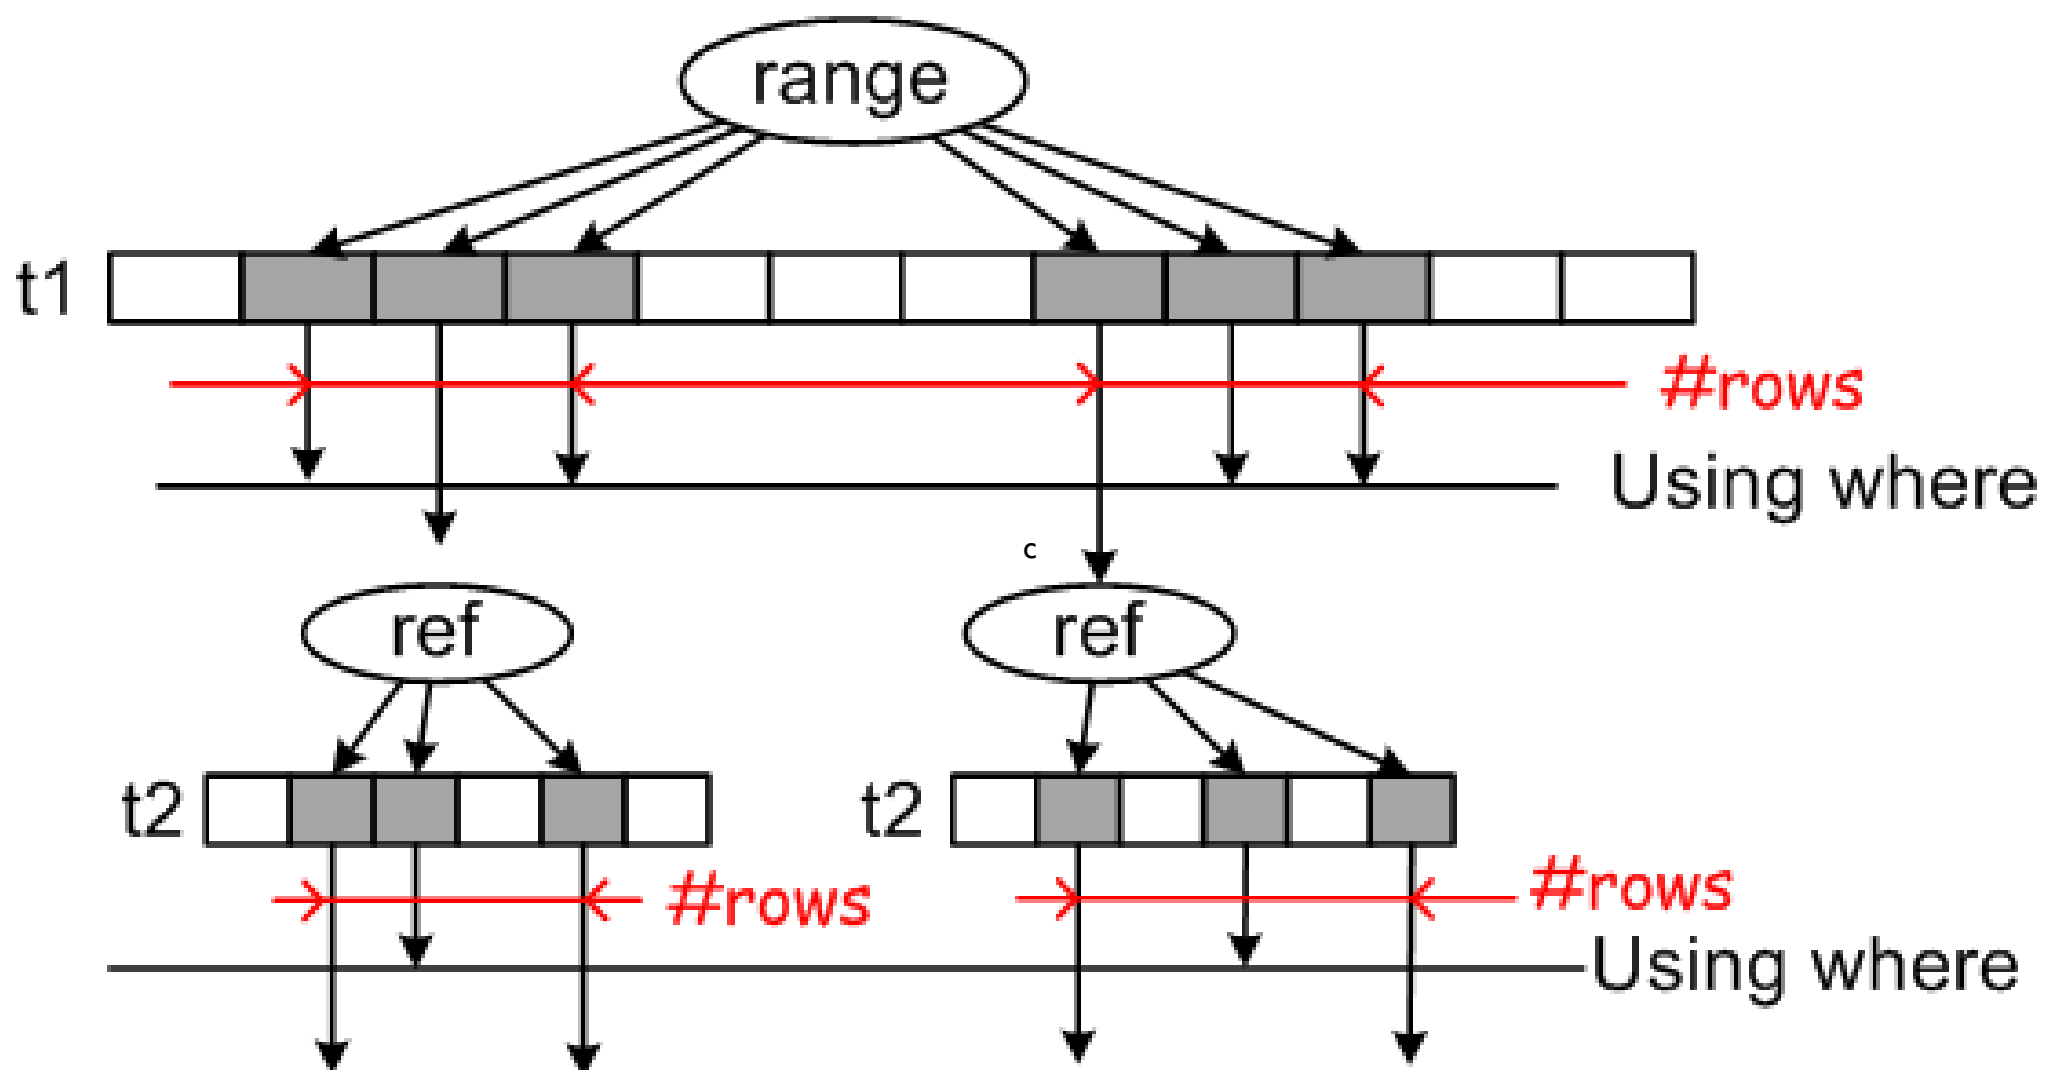 range
t1
#rows
Using where
c
ref
ref
t2
t2
#rows
#rows
Using where